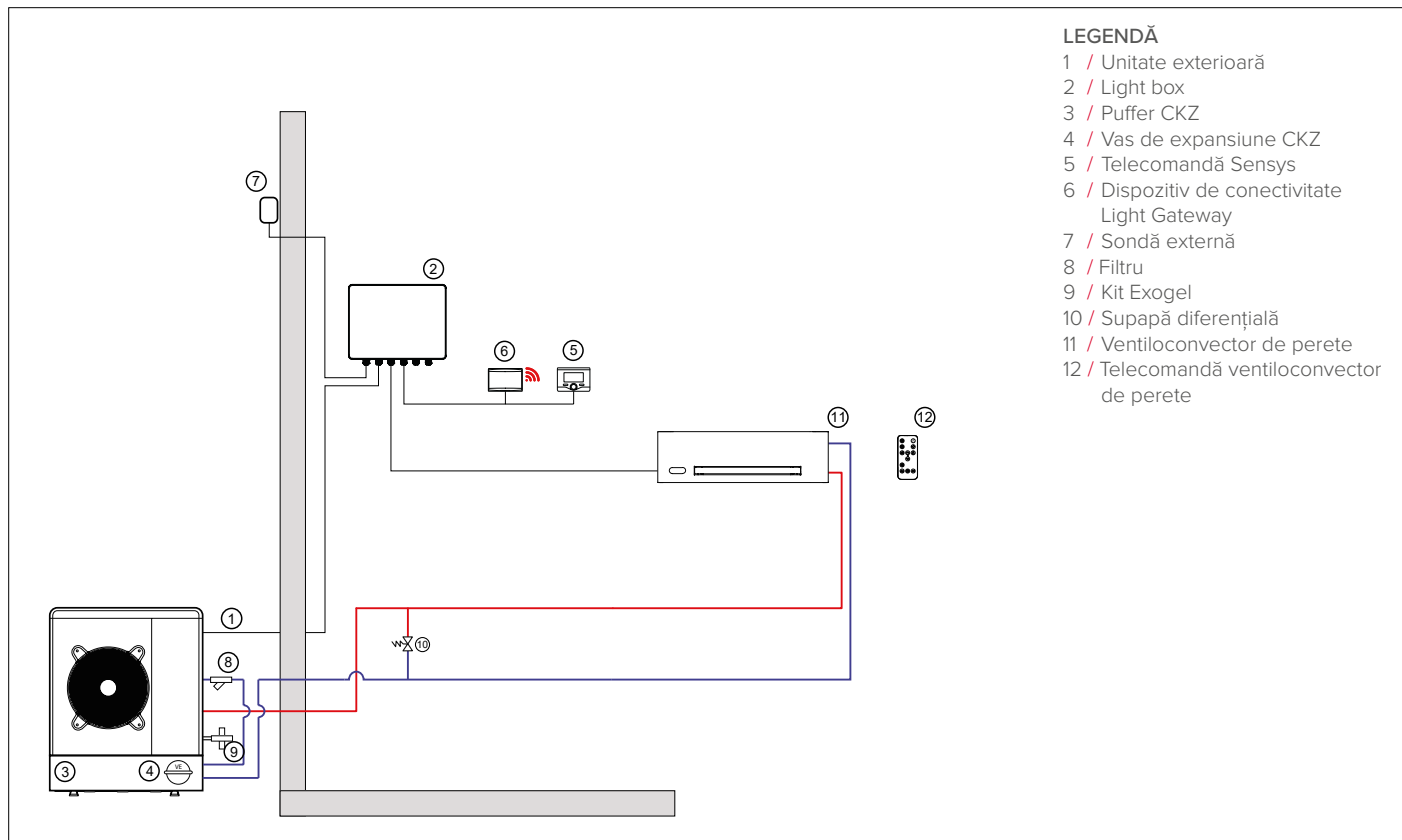 LEGENDĂ
1 / Unitate exterioară
2 / Light box
3 / Puffer CKZ
4 / Vas de expansiune CKZ
5 / Telecomandă Sensys
6 / Dispozitiv de conectivitate
Light Gateway
7 / Sondă externă
8 / Filtru
9 / Kit Exogel
10 / Supapă diferențială
11 / Ventiloconvector de perete
12 / Telecomandă ventiloconvector
de perete
7
2
6
5
11
12
1
10
8
9
3
4
VE